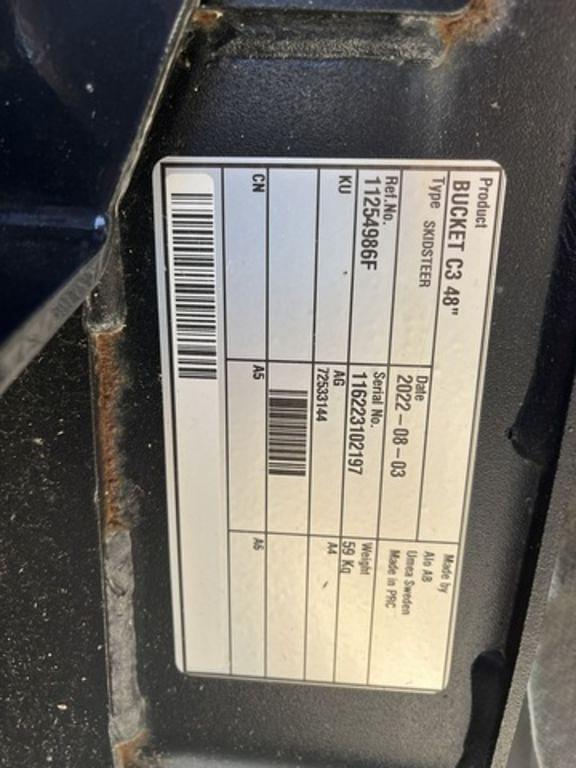 Product
BUCKET C3 48"
Type SKIDSTEER
Made by
Alo AB
Umea Sweden
Made in PRC
Ref.No.
11254986F
Date
2022-08-03
Serial No.
116223102197
Weight
59 Kg
KU
AG
72533144
A4
CN
A5
A6